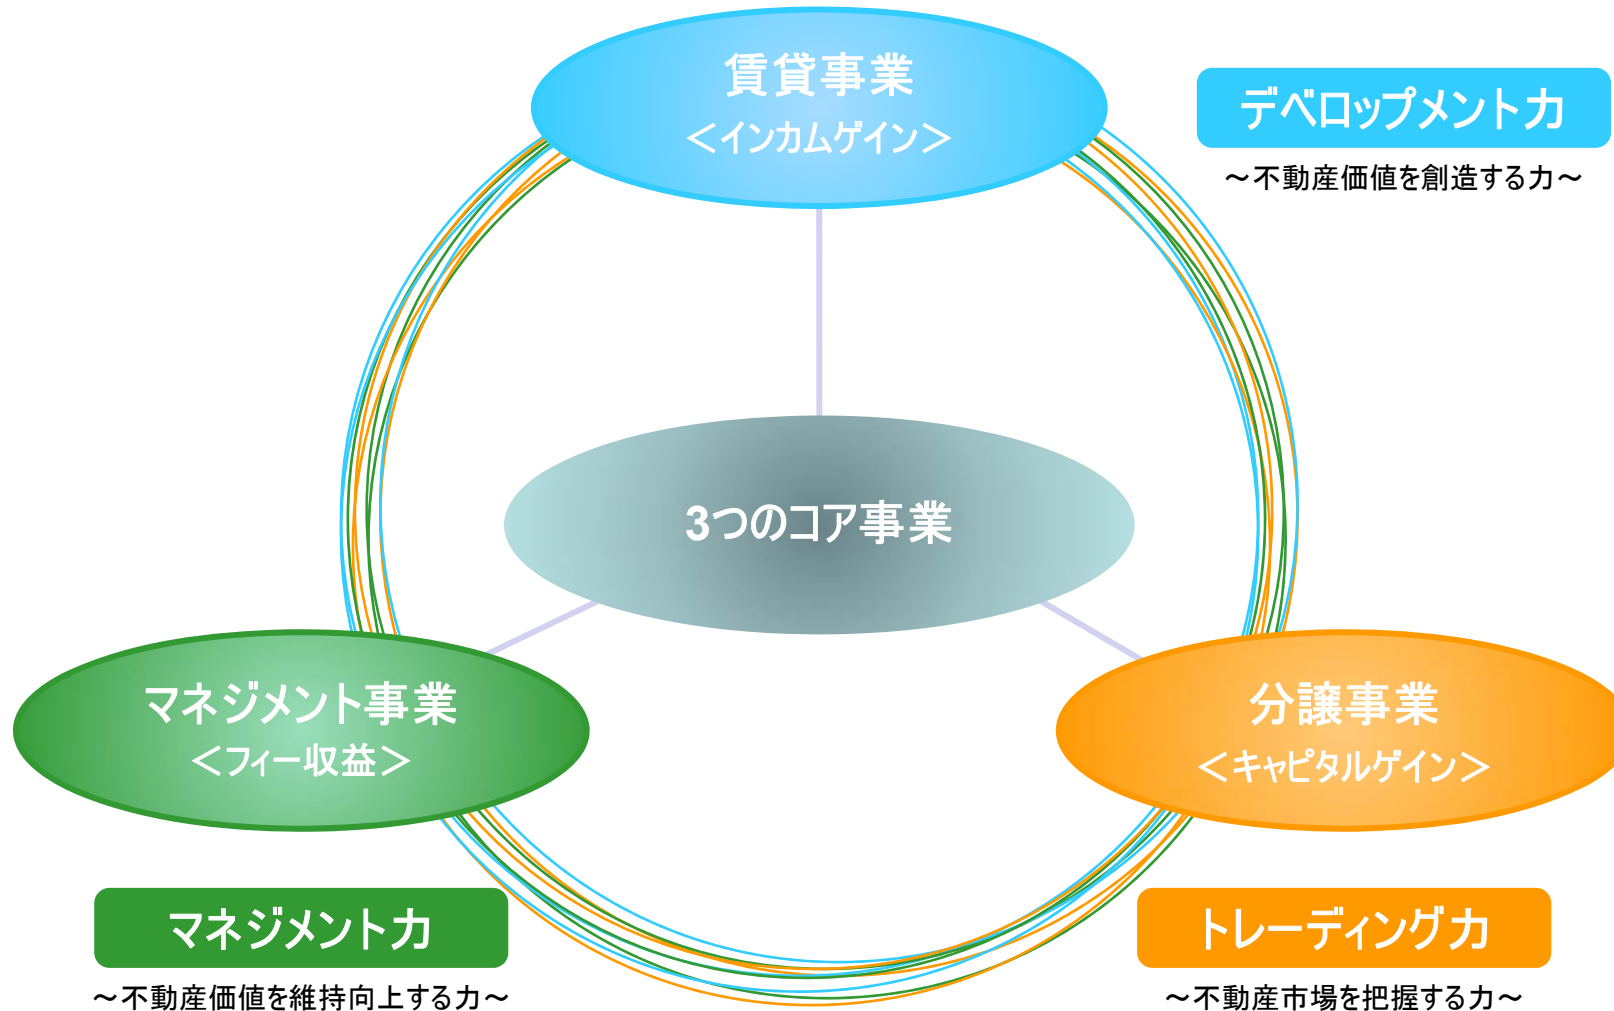 賃貸事業
＜インカムゲイン＞
デベロップメント力
～不動産価値を創造する力～
3つのコア事業
マネジメント事業
＜フィー収益＞
分譲事業
＜キャピタルゲイン＞
マネジメント力
～不動産価値を維持向上する力～
トレーディング力
～不動産市場を把握する力～